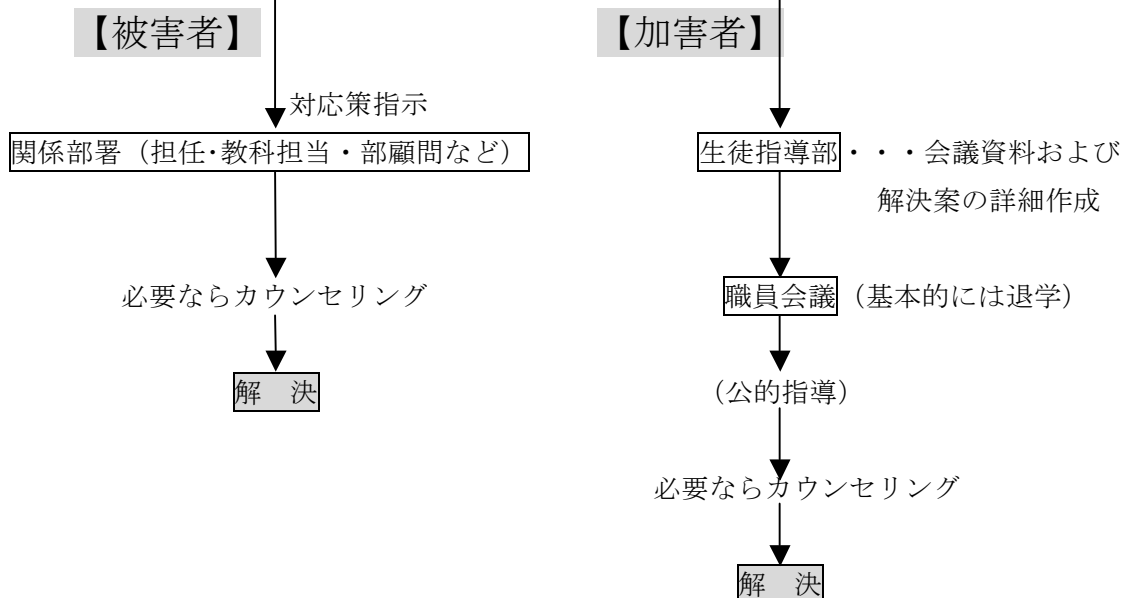 【被害者】
対応策指示
関係部署（担任･教科担当・部顧問など）
必要ならカウンセリング
解　決
【加害者】
生徒指導部・・・会議資料および
解決案の詳細作成
職員会議（基本的には退学）
（公的指導）
必要ならカウンセリング
解　決